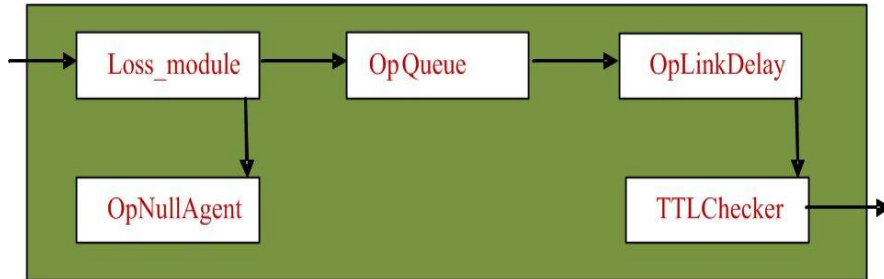 Loss_module
OpQueue
OpLinkDelay
OpNullAgent
TTLChecker